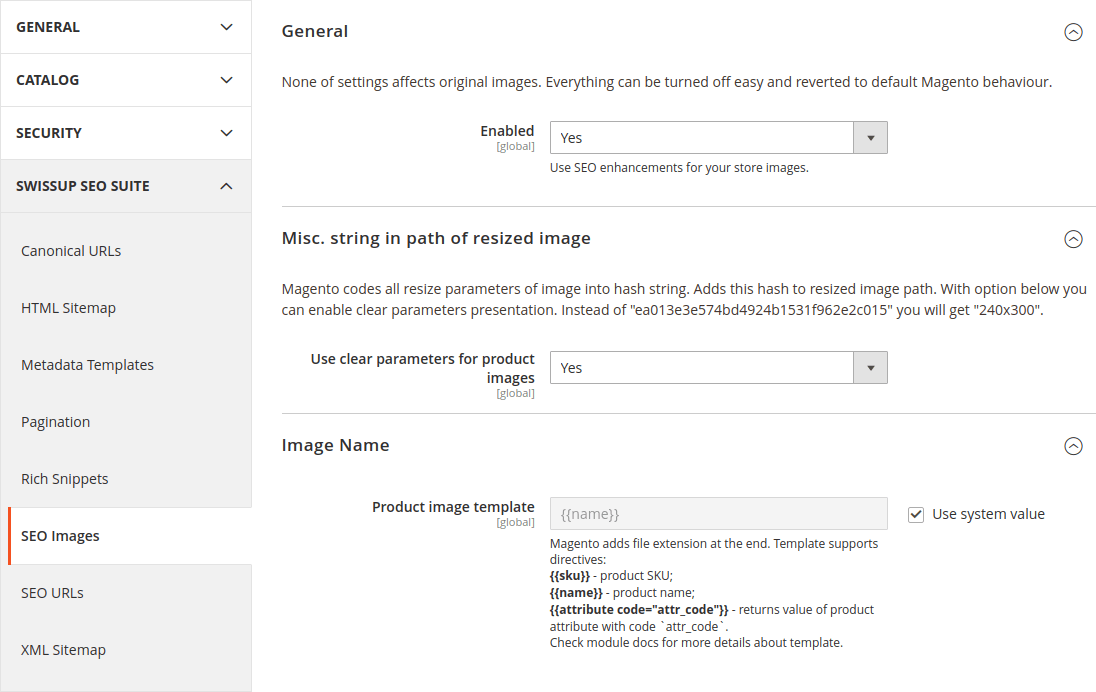 GENERAL
CATALOG
SECURITY
SWISSUP SEO SUITE
Canonical URLs
HTML Sitemap
Metadata Templates
Pagination
Rich Snippets
SEO Images
SEO URLs
XML Sitemap
General
None of settings affects original images. Everything can be turned off easy and reverted to default Magento behaviour.
Enabled
[global]
Yes
Use SEO enhancements for your store images.
Misc. string in path of resized image
Magento codes all resize parameters of image into hash string. Adds this hash to resized image path. With option below you
can enable clear parameters presentation. Instead of "ea013e3e574bd4924b1531f962e2c015" you will get "240x300".
Use clear parameters for product
images
[global]
Yes
Image Name
Product image template
[global]
{{name}}
Use system value
Magento adds file extension at the end. Template supports
directives:
{{sku}} - product SKU;
{{name}} - product name;
{{attribute code="attr_code"}} - returns value of product
attribute with code `attr_code`.
Check module docs for more details about template.